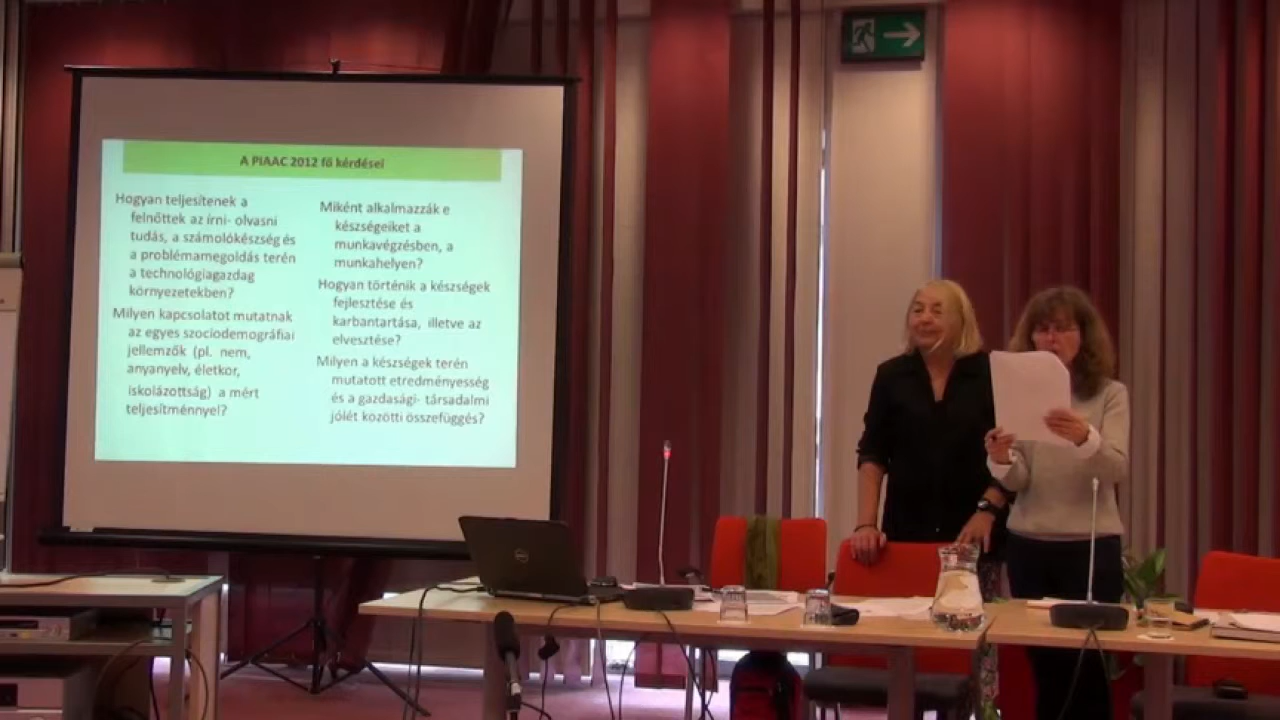 A PIAAC 2012 fő kérdései
Hogyan teljesítenek a
felnőttek az írni- olvasni
tudás, a számolókészség és
a problémamegoldás terén
a technológiagazdag
környezetekben?
Milyen kapcsolatot mutatnak
az egyes szociodemográfiai
jellemzők (pl. nem,
anyanyelv, életkor,
iskolázottság) a mért
teljesítménnyel?
Miként alkalmazzák e
készségeiket a
munkavégzésben, a
munkahelyen?
Hogyan történik a készségek
fejlesztése és
karbantartása, illetve az
elvesztése?
Milyen a készségek terén
mutatott etredményesség
és a gazdasági- társadalmi
jólét közötti összefüggés?
DELL